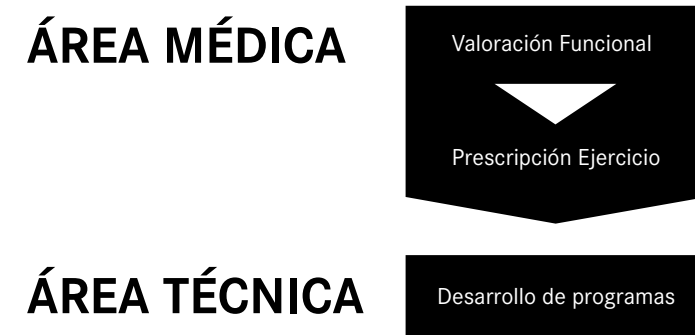 ÁREA MÉDICA
Valoración Funcional
Prescripción Ejercicio
ÁREA TÉCNICA
Desarrollo de programas